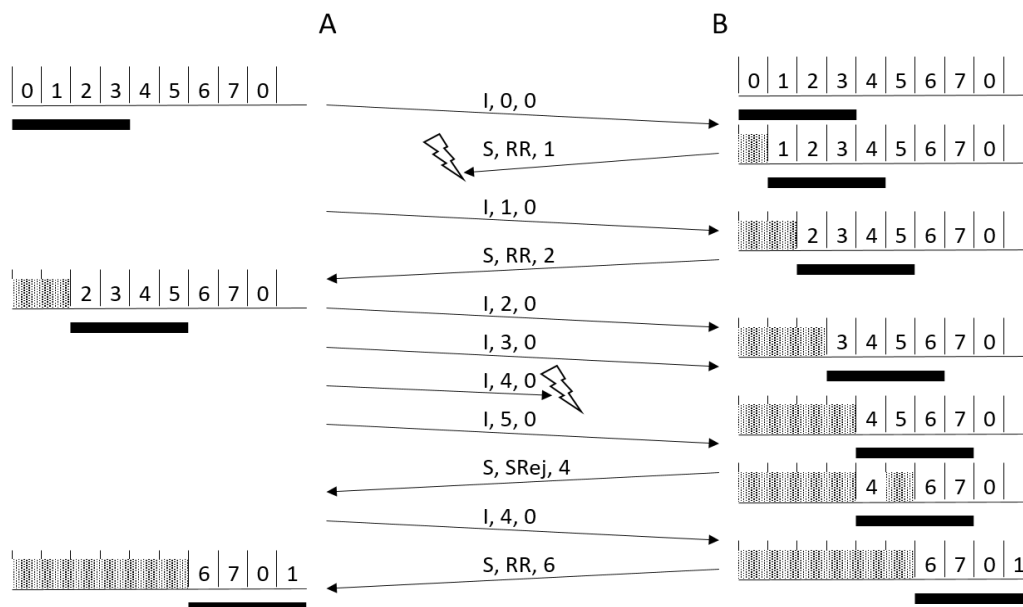 A B
0 1 2 3 4 5 6 7 0
0 1 2 3 4 5 6 7 0
I, 0, 0
S, RR, 1
1 2 3 4 5 6 7 0
I, 1, 0
2 3 4 5 6 7 0
S, RR, 2
2 3 4 5 6 7 0
I, 2, 0
I, 3, 0
3 4 5 6 7 0
I, 4, 0
I, 5, 0
4 5 6 7 0
S, SRej, 4
4 6 7 0
I, 4, 0
6 7 0 1
S, RR, 6
6 7 0 1